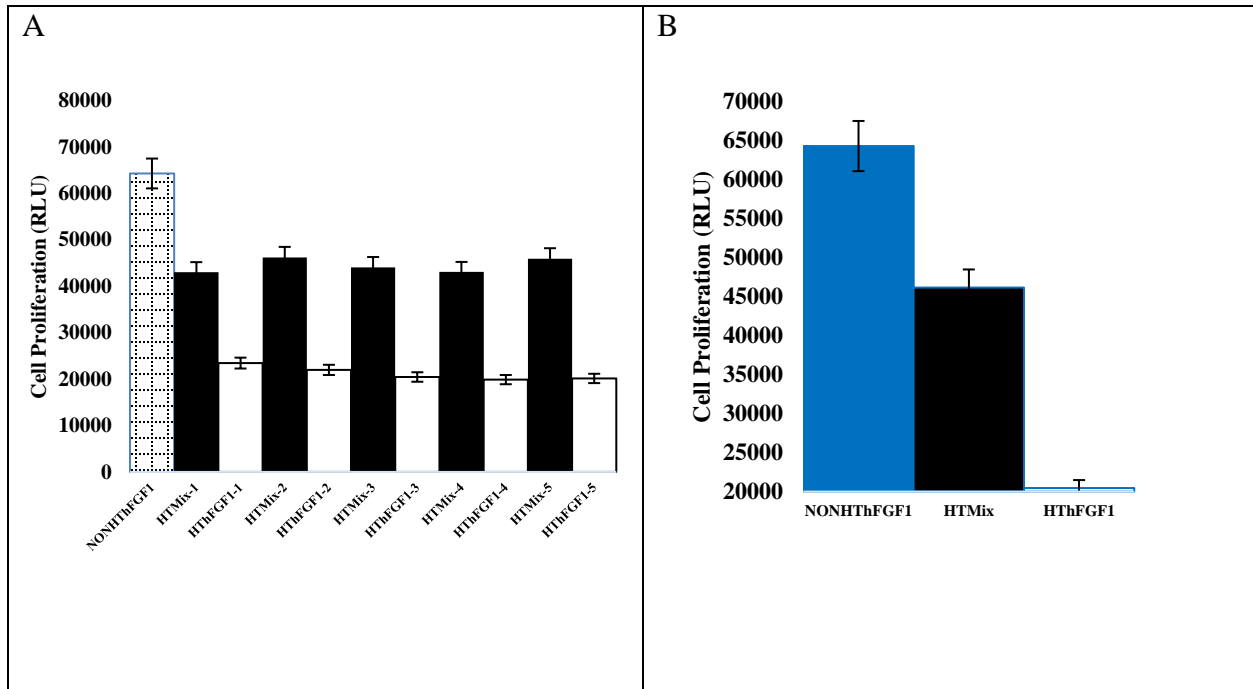 A
80000
70000
60000
50000
40000
30000
20000
10000
0
Cell Proliferation (RLU)
NONHThFGF1
HTMix-1
HThFGF1-1
HTMix-2
HThFGF1-2
HTMix-3
HThFGF1-3
HTMix-4
HThFGF1-4
HTMix-5
HThFGF1-5
B
70000
65000
60000
55000
50000
45000
40000
35000
30000
25000
20000
Cell Proliferation (RLU)
NONHThFGF1
HTMix
HThFGF1